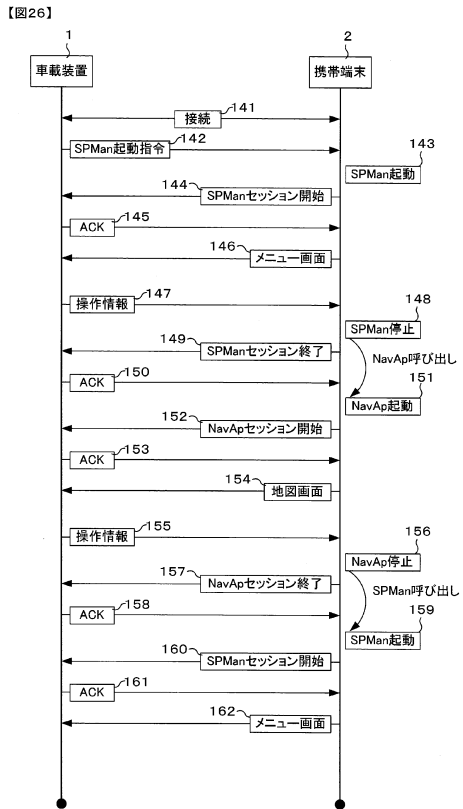 【図26】
1
2
車載装置
携帯端末
141
接続
142
SPMan起動指令
143
SPMan起動
144
SPManセッション開始
145
ACK
146
メニュー画面
147
操作情報
148
SPMan停止
149
SPManセッション終了
NavAp呼び出し
150
ACK
151
NavAp起動
152
NavApセッション開始
153
ACK
154
地図画面
155
操作情報
156
NavAp停止
157
NavApセッション終了
SPMan呼び出し
158
ACK
159
SPMan起動
160
SPManセッション開始
161
ACK
162
メニュー画面